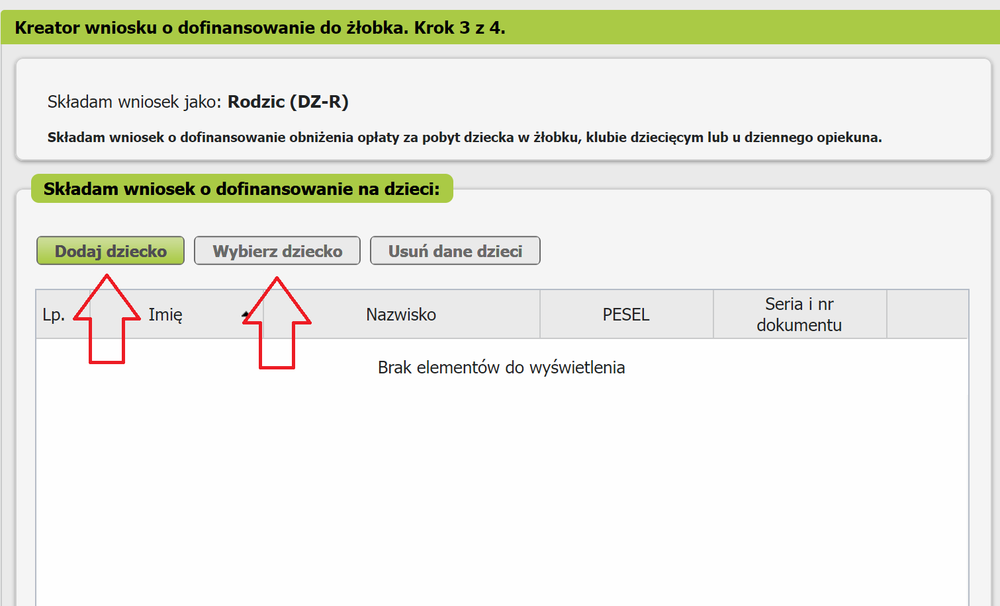 Kreator wniosku o dofinansowanie do żłobka. Krok 3 z 4.
Składam wniosek jako: Rodzic (DZ-R)
Składam wniosek o dofinansowanie obniżenia opłaty za pobyt dziecka w żłobku, klubie dziecięcym lub u dziennego opiekuna.
Składam wniosek o dofinansowanie na dzieci:
Dodaj dziecko Wybierz dziecko Usuń dane dzieci
Lp. Imię Nazwisko PESEL Seria i nr
dokumentu
Brak elementów do wyświetlenia